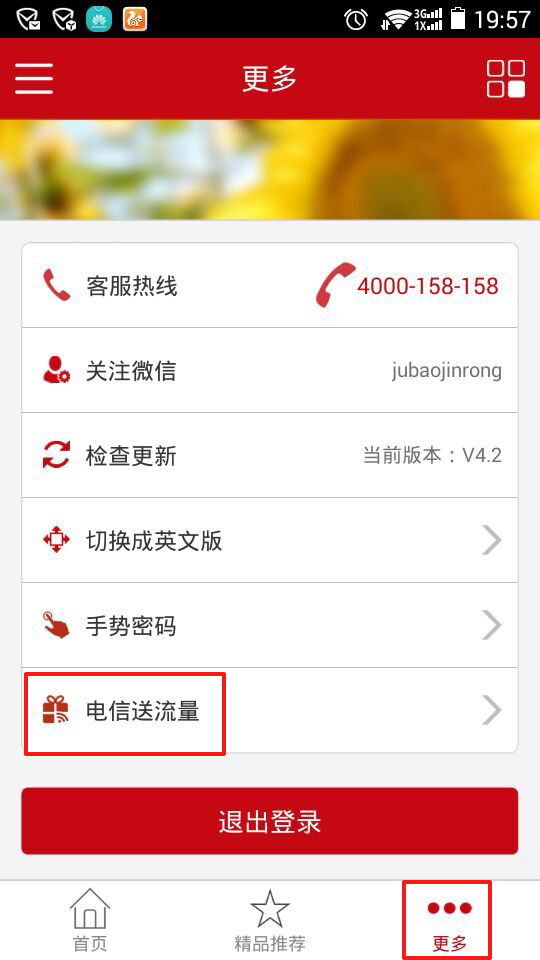 3G
1X
19:57
更多
客服热线
4000-158-158
关注微信
jubaojinrong
检查更新
当前版本：V4.2
切换成英文版
手势密码
电信送流量
退出登录
首页
精品推荐
更多